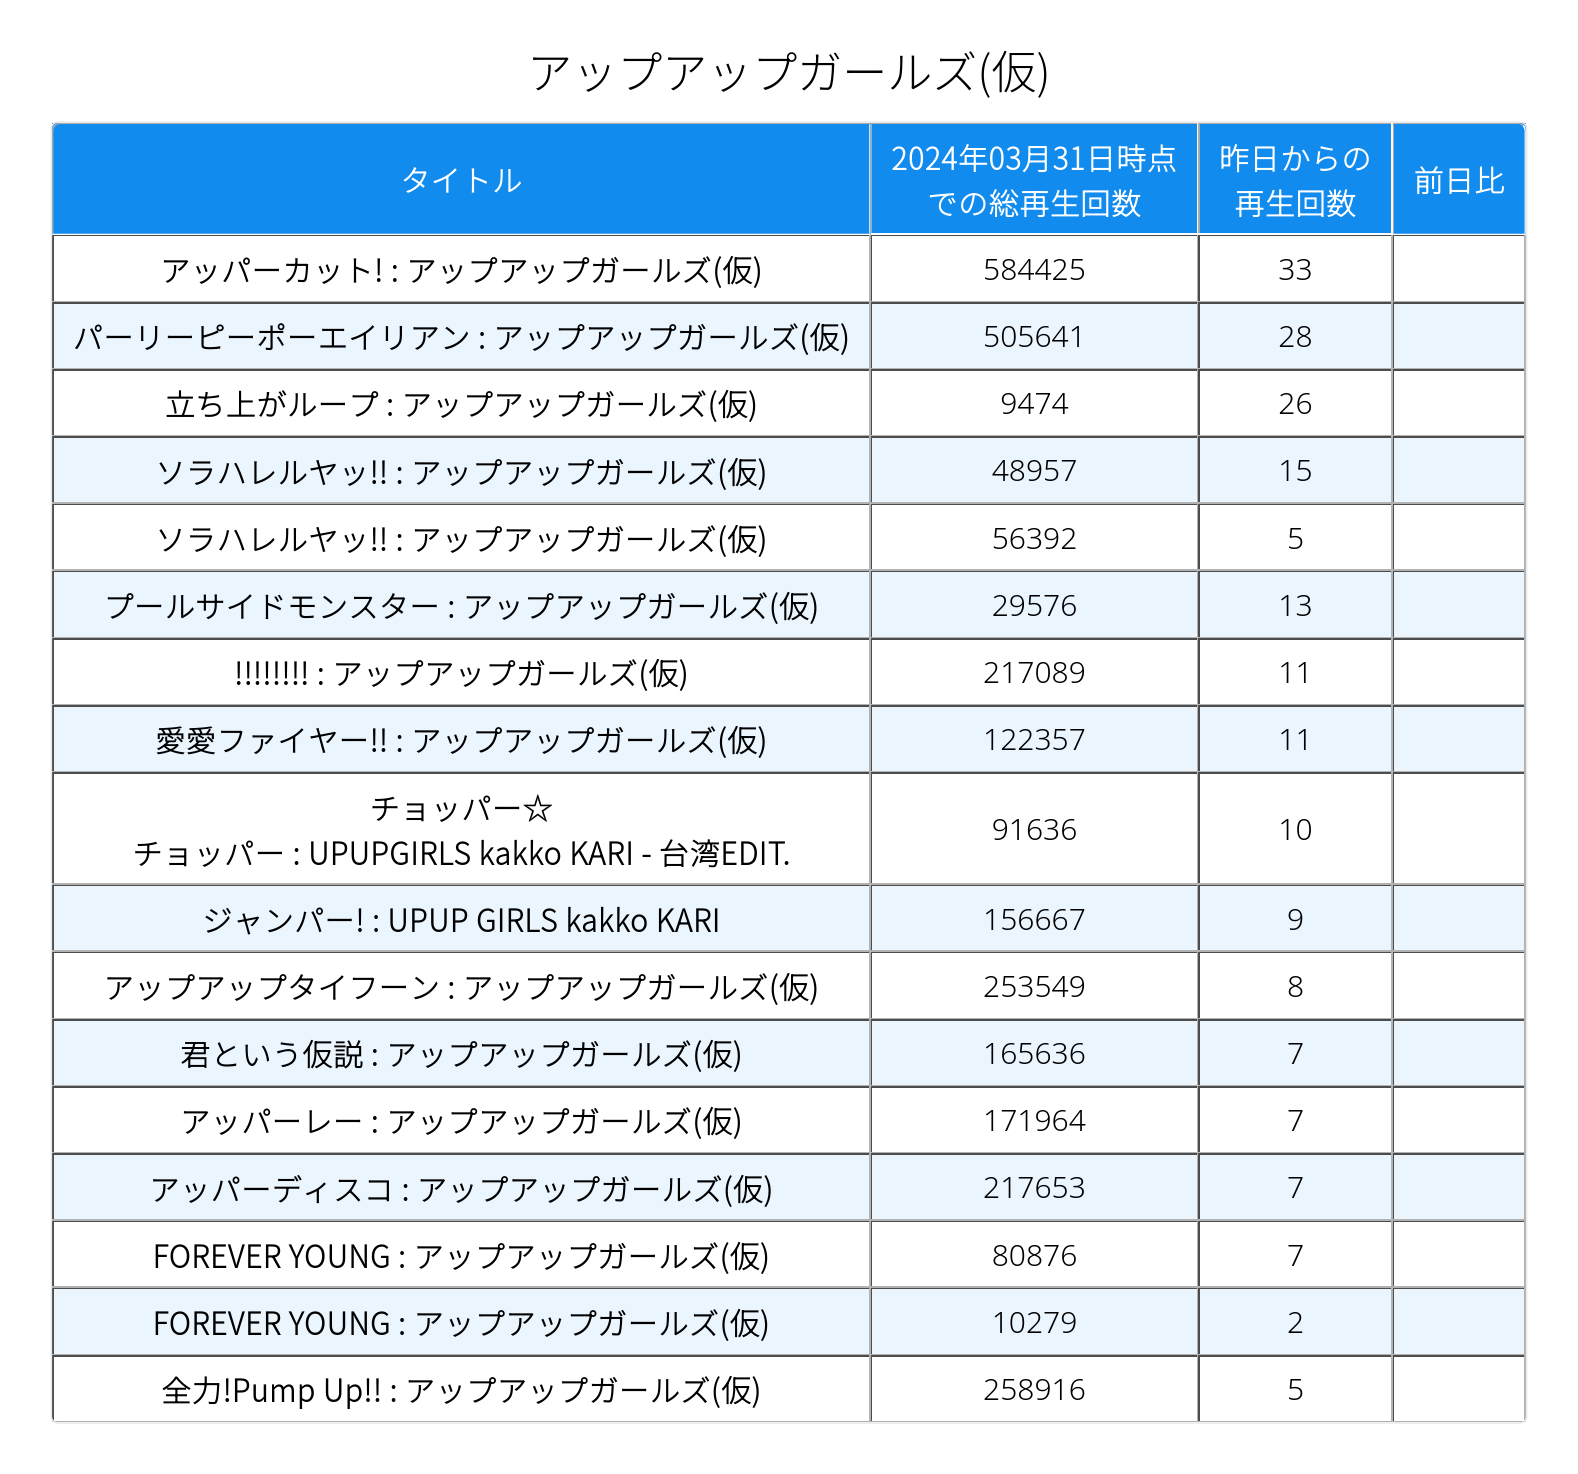 アップアップガールズ(仮)
タイトル
2024年03月31日時点
での総再生回数
昨日からの
再生回数
前日比
アッパーカット! : アップアップガールズ(仮) 584425 33
パーリーピーポーエイリアン : アップアップガールズ(仮) 505641 28
立ち上がループ : アップアップガールズ(仮) 9474 26
ソラハレルヤッ!! : アップアップガールズ(仮) 48957 15
ソラハレルヤッ!! : アップアップガールズ(仮) 56392 5
プールサイドモンスター : アップアップガールズ(仮) 29576 13
!!!!!!!! : アップアップガールズ(仮) 217089 11
愛愛ファイヤー!! : アップアップガールズ(仮) 122357 11
チョッパー☆
チョッパー : UPUPGIRLS kakko KARI - 台湾EDIT. 91636 10
ジャンパー! : UPUP GIRLS kakko KARI 156667 9
アップアップタイフーン : アップアップガールズ(仮) 253549 8
君という仮説 : アップアップガールズ(仮) 165636 7
アッパーレー : アップアップガールズ(仮) 171964 7
アッパーディスコ : アップアップガールズ(仮) 217653 7
FOREVER YOUNG : アップアップガールズ(仮) 80876 7
FOREVER YOUNG : アップアップガールズ(仮) 10279 2
全力!Pump Up!! : アップアップガールズ(仮) 258916 5